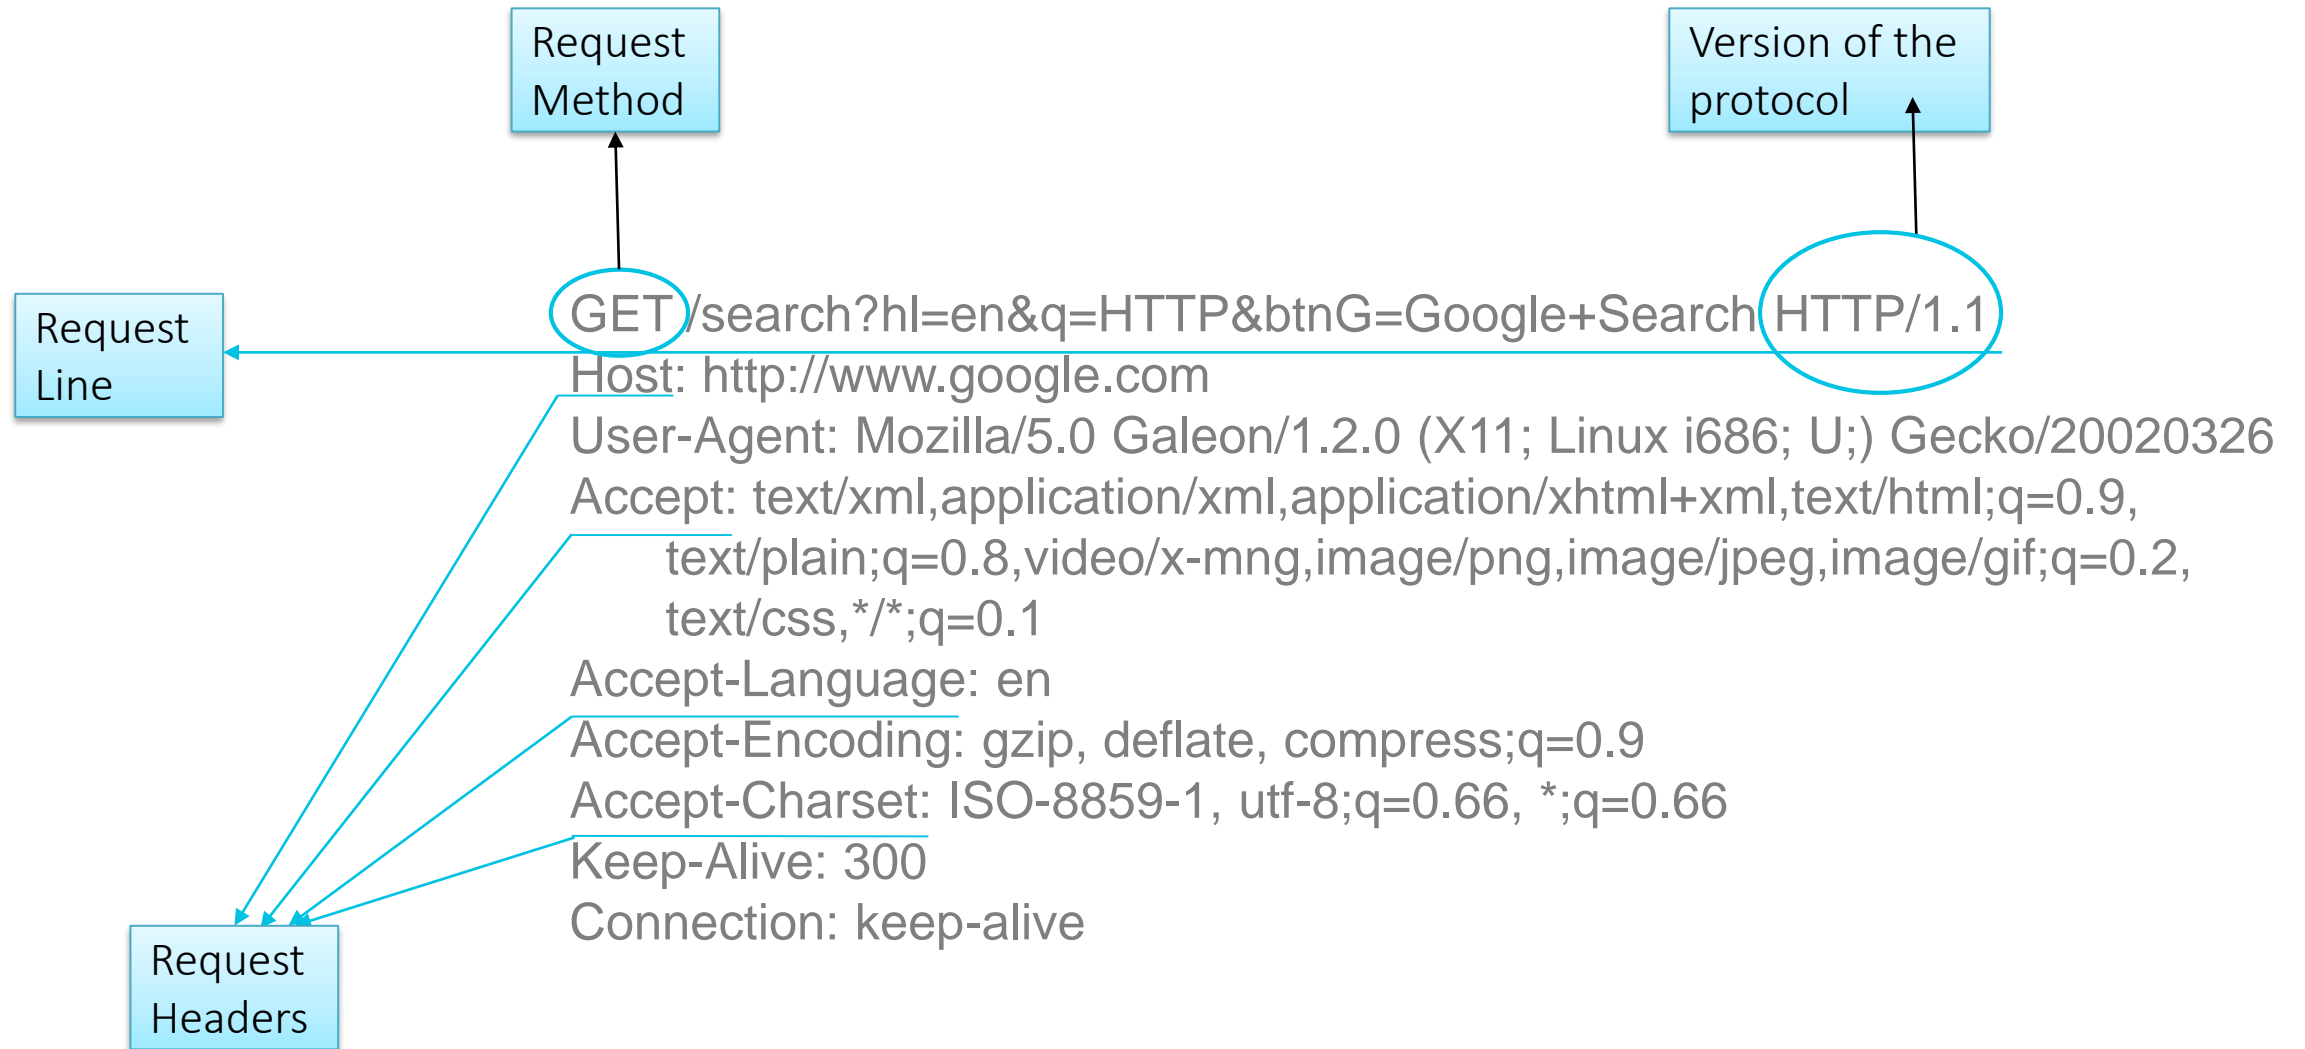 Request
Method
Version of the
protocol
Request
Line
GET /search?hl=en&q=HTTP&btnG=Google+Search HTTP/1.1
Host: http://www.google.com
User-Agent: Mozilla/5.0 Galeon/1.2.0 (X11; Linux i686; U;) Gecko/20020326
Accept: text/xml,application/xml,application/xhtml+xml,text/html;q=0.9,
text/plain;q=0.8,video/x-mng,image/png,image/jpeg,image/gif;q=0.2,
text/css,*/*;q=0.1
Accept-Language: en
Accept-Encoding: gzip, deflate, compress;q=0.9
Accept-Charset: ISO-8859-1, utf-8;q=0.66, *;q=0.66
Keep-Alive: 300
Connection: keep-alive
Request
Headers